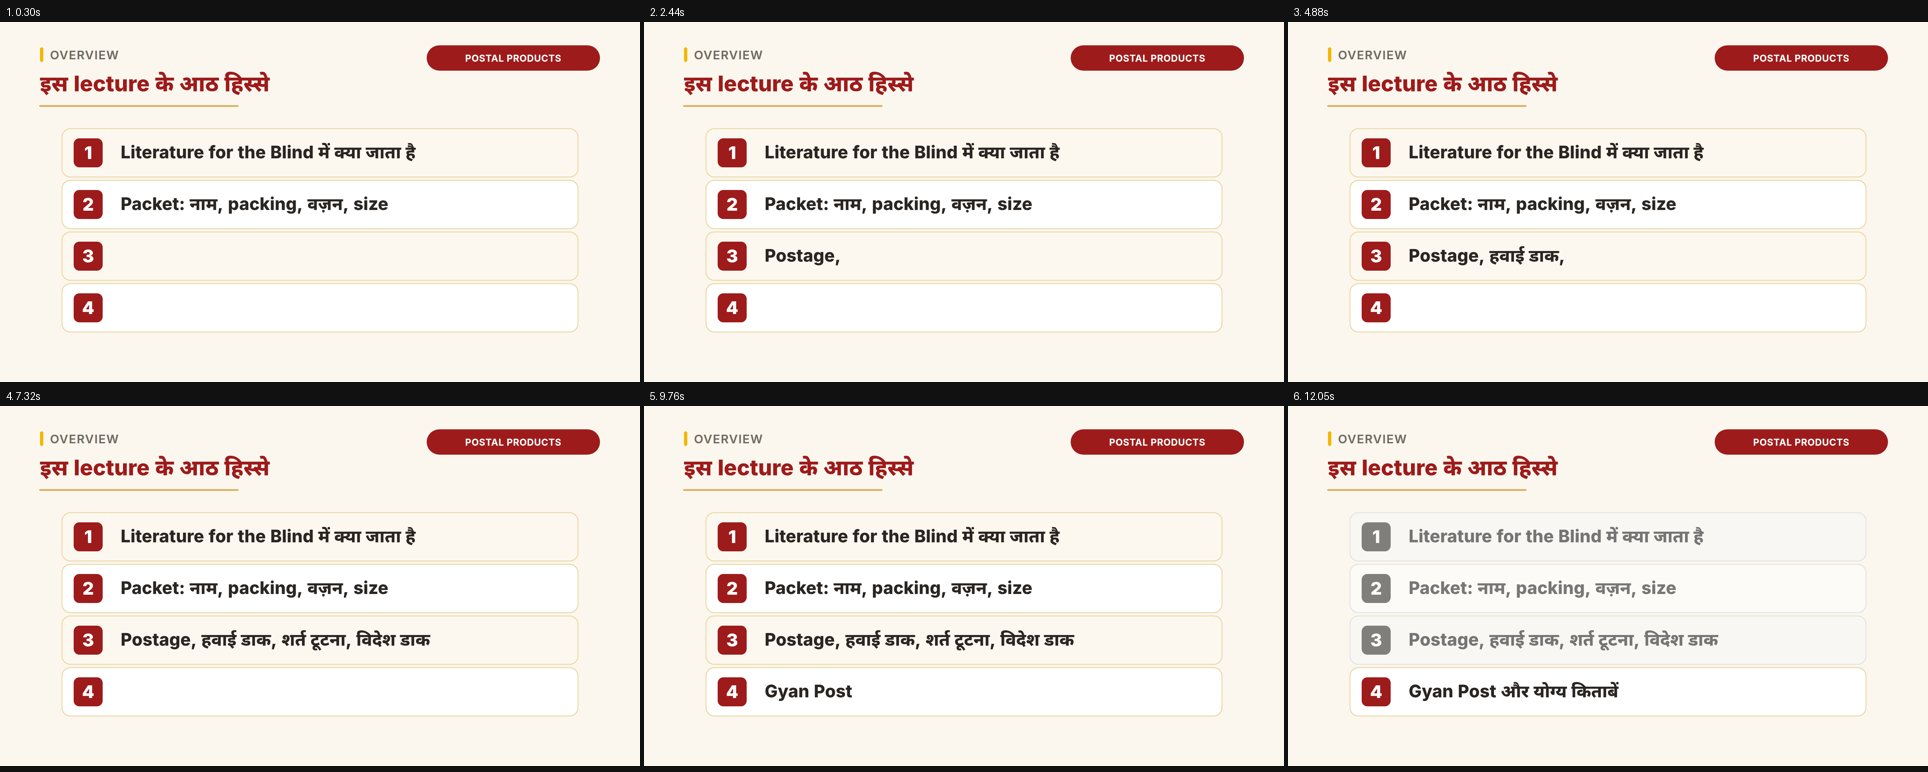 1. 0.30s
OVERVIEW
POSTAL PRODUCTS
इस lecture के आठ हिस्से
1 Literature for the Blind में क्या जाता है
2 Packet: नाम, packing, वज़न, size
3
4
2. 2.44s
OVERVIEW
POSTAL PRODUCTS
इस lecture के आठ हिस्से
1 Literature for the Blind में क्या जाता है
2 Packet: नाम, packing, वज़न, size
3 Postage,
4
3. 4.88s
OVERVIEW
POSTAL PRODUCTS
इस lecture के आठ हिस्से
1 Literature for the Blind में क्या जाता है
2 Packet: नाम, packing, वज़न, size
3 Postage, हवाई डाक,
4
4. 7.32s
OVERVIEW
POSTAL PRODUCTS
इस lecture के आठ हिस्से
1 Literature for the Blind में क्या जाता है
2 Packet: नाम, packing, वज़न, size
3 Postage, हवाई डाक, शर्त टूटना, विदेश डाक
4
5. 9.76s
OVERVIEW
POSTAL PRODUCTS
इस lecture के आठ हिस्से
1 Literature for the Blind में क्या जाता है
2 Packet: नाम, packing, वज़न, size
3 Postage, हवाई डाक, शर्त टूटना, विदेश डाक
4 Gyan Post
6. 12.05s
OVERVIEW
POSTAL PRODUCTS
इस lecture के आठ हिस्से
1 Literature for the Blind में क्या जाता है
2 Packet: नाम, packing, वज़न, size
3 Postage, हवाई डाक, शर्त टूटना, विदेश डाक
4 Gyan Post और योग्य किताबें